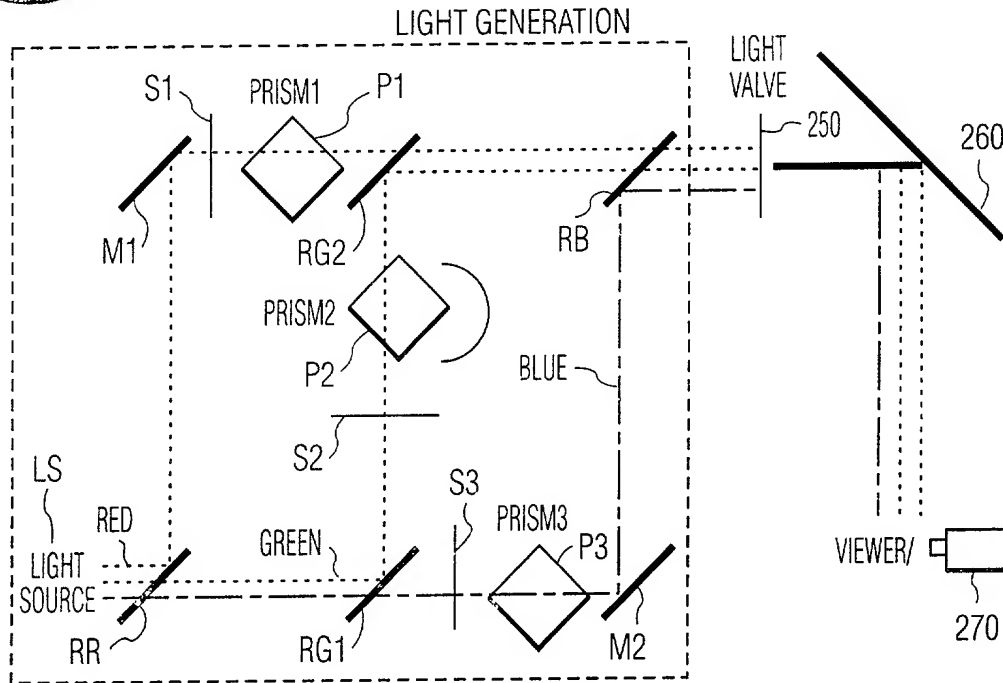 LIGHT GENERATION
LIGHT
VALVE
S1
PRISM1
P1
250
260
M1
RG2
RB
PRISM2
P2
BLUE
S2
LS
S3
RED
GREEN
PRISM3
P3
LIGHT
SOURCE
VIEWER/
RR
RG1
M2
270